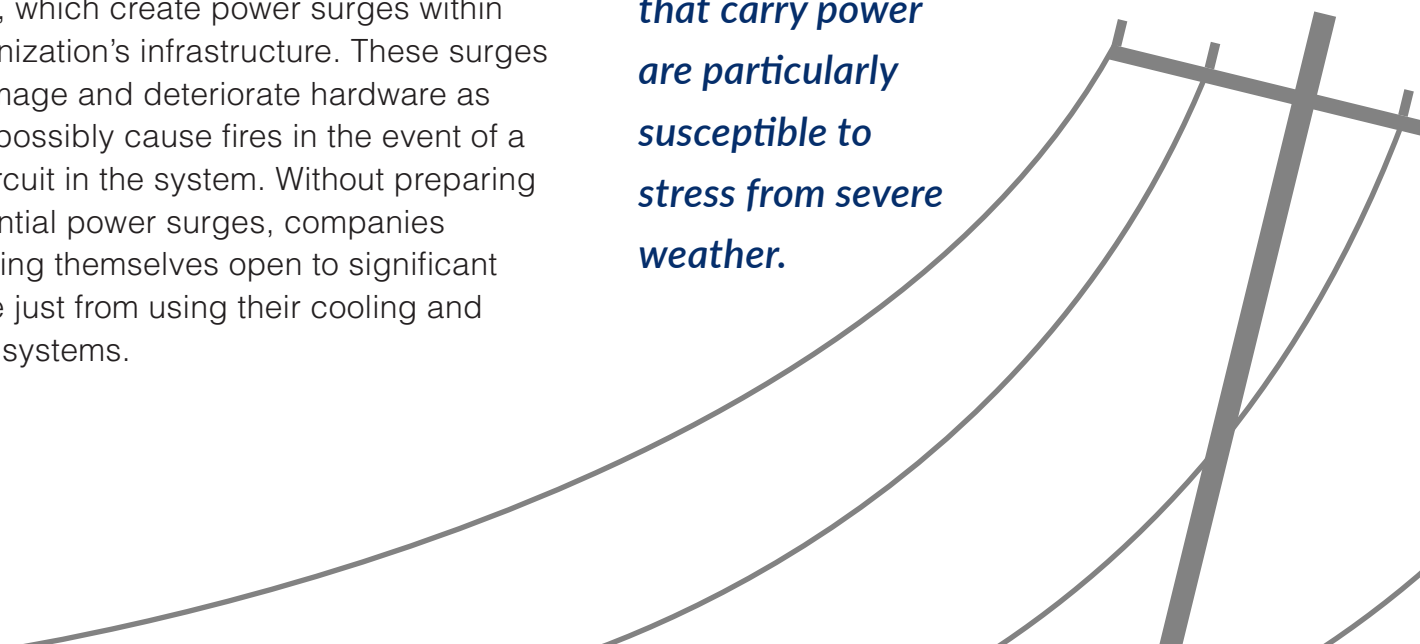 , which create power surges within
nization’s infrastructure. These surges
mage and deteriorate hardware as
possibly cause fires in the event of a
rcuit in the system. Without preparing
ntial power surges, companies
ing themselves open to significant
e just from using their cooling and
systems.
that carry power
are particularly
susceptible to
stress from severe
weather.